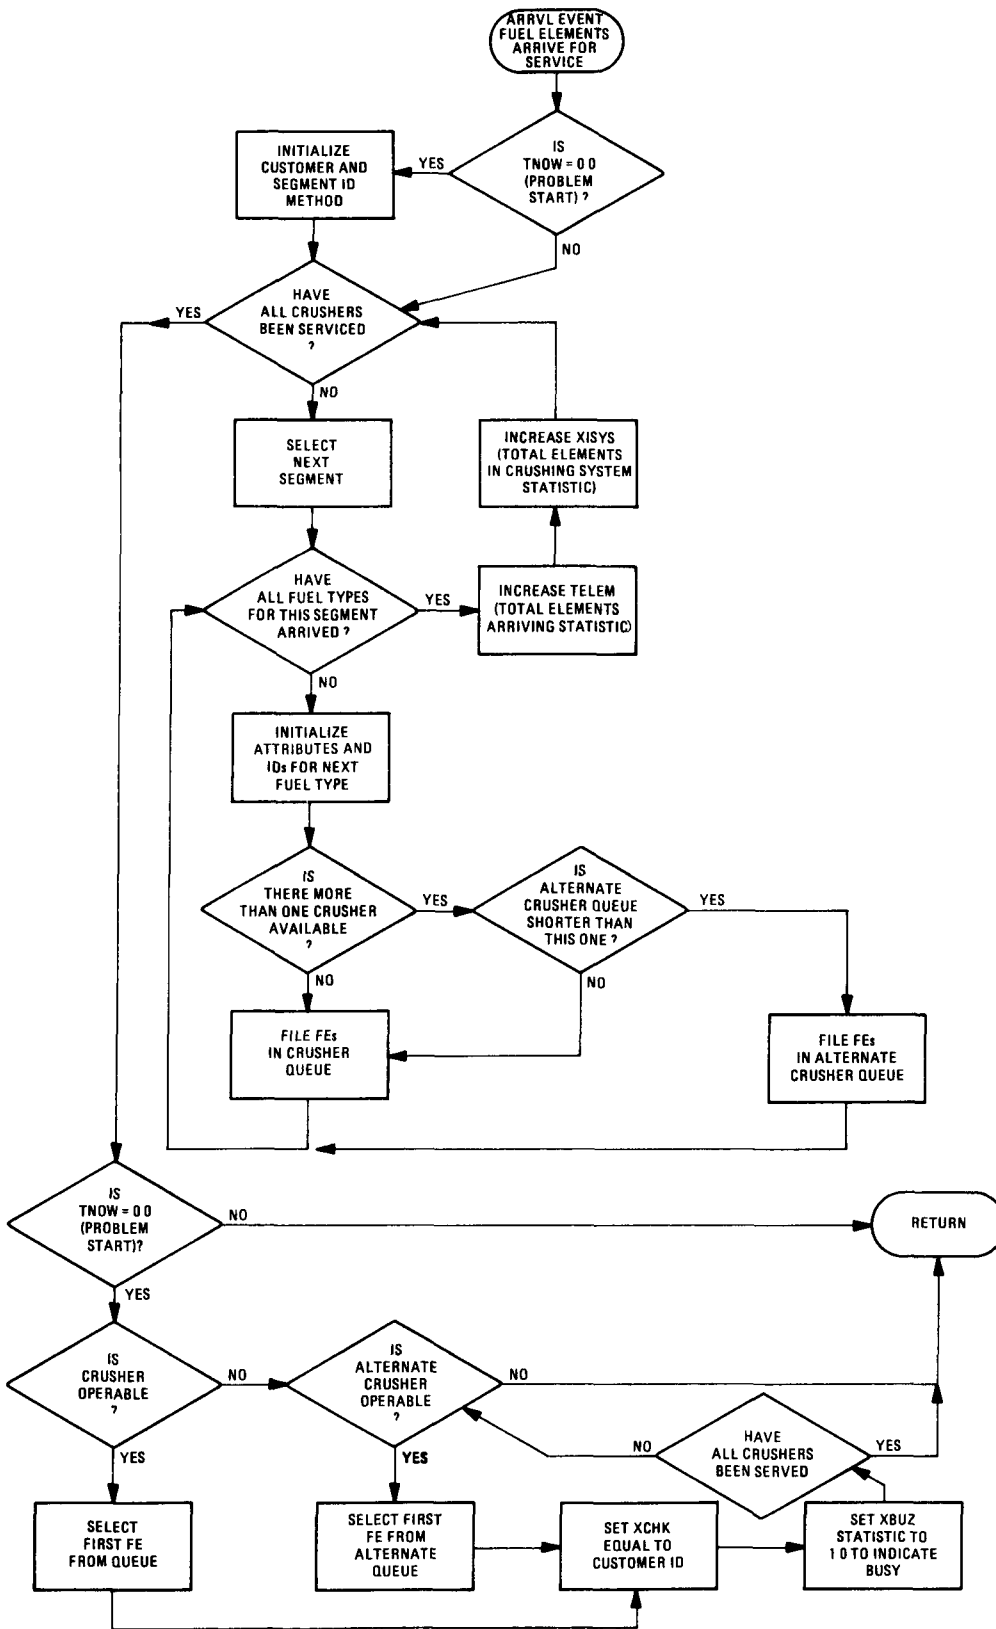 ARRVL EVENT
FUEL ELEMENTS
ARRIVE FOR
SERVICE
IS
TNOW = 0 0
(PROBLEM
START) ?
YES
NO
INITIALIZE
CUSTOMER AND
SEGMENT ID
METHOD
HAVE
ALL CRUSHERS
BEEN SERVICED
?
YES
NO
SELECT
NEXT
SEGMENT
INCREASE XISYS
(TOTAL ELEMENTS
IN CRUSHING SYSTEM
STATISTIC)
HAVE
ALL FUEL TYPES
FOR THIS SEGMENT
ARRIVED ?
YES
NO
INCREASE TELEM
(TOTAL ELEMENTS
ARRIVING STATISTIC)
INITIALIZE
ATTRIBUTES AND
IDs FOR NEXT
FUEL TYPE
IS
THERE MORE
THAN ONE CRUSHER
AVAILABLE
?
YES
NO
IS
ALTERNATE
CRUSHER QUEUE
SHORTER THAN
THIS ONE ?
YES
NO
FILE FEs
IN CRUSHER
QUEUE
FILE FEs
IN ALTERNATE
CRUSHER QUEUE
IS
TNOW = 0 0
(PROBLEM
START)?
NO
YES
RETURN
IS
CRUSHER
OPERABLE
?
NO
YES
IS
ALTERNATE
CRUSHER
OPERABLE
?
NO
YES
HAVE
ALL CRUSHERS
BEEN SERVED
NO
YES
SELECT
FIRST FE
FROM QUEUE
SELECT FIRST
FE FROM
ALTERNATE
QUEUE
SET XCHK
EQUAL TO
CUSTOMER ID
SET XBUZ
STATISTIC TO
1 0 TO INDICATE
BUSY